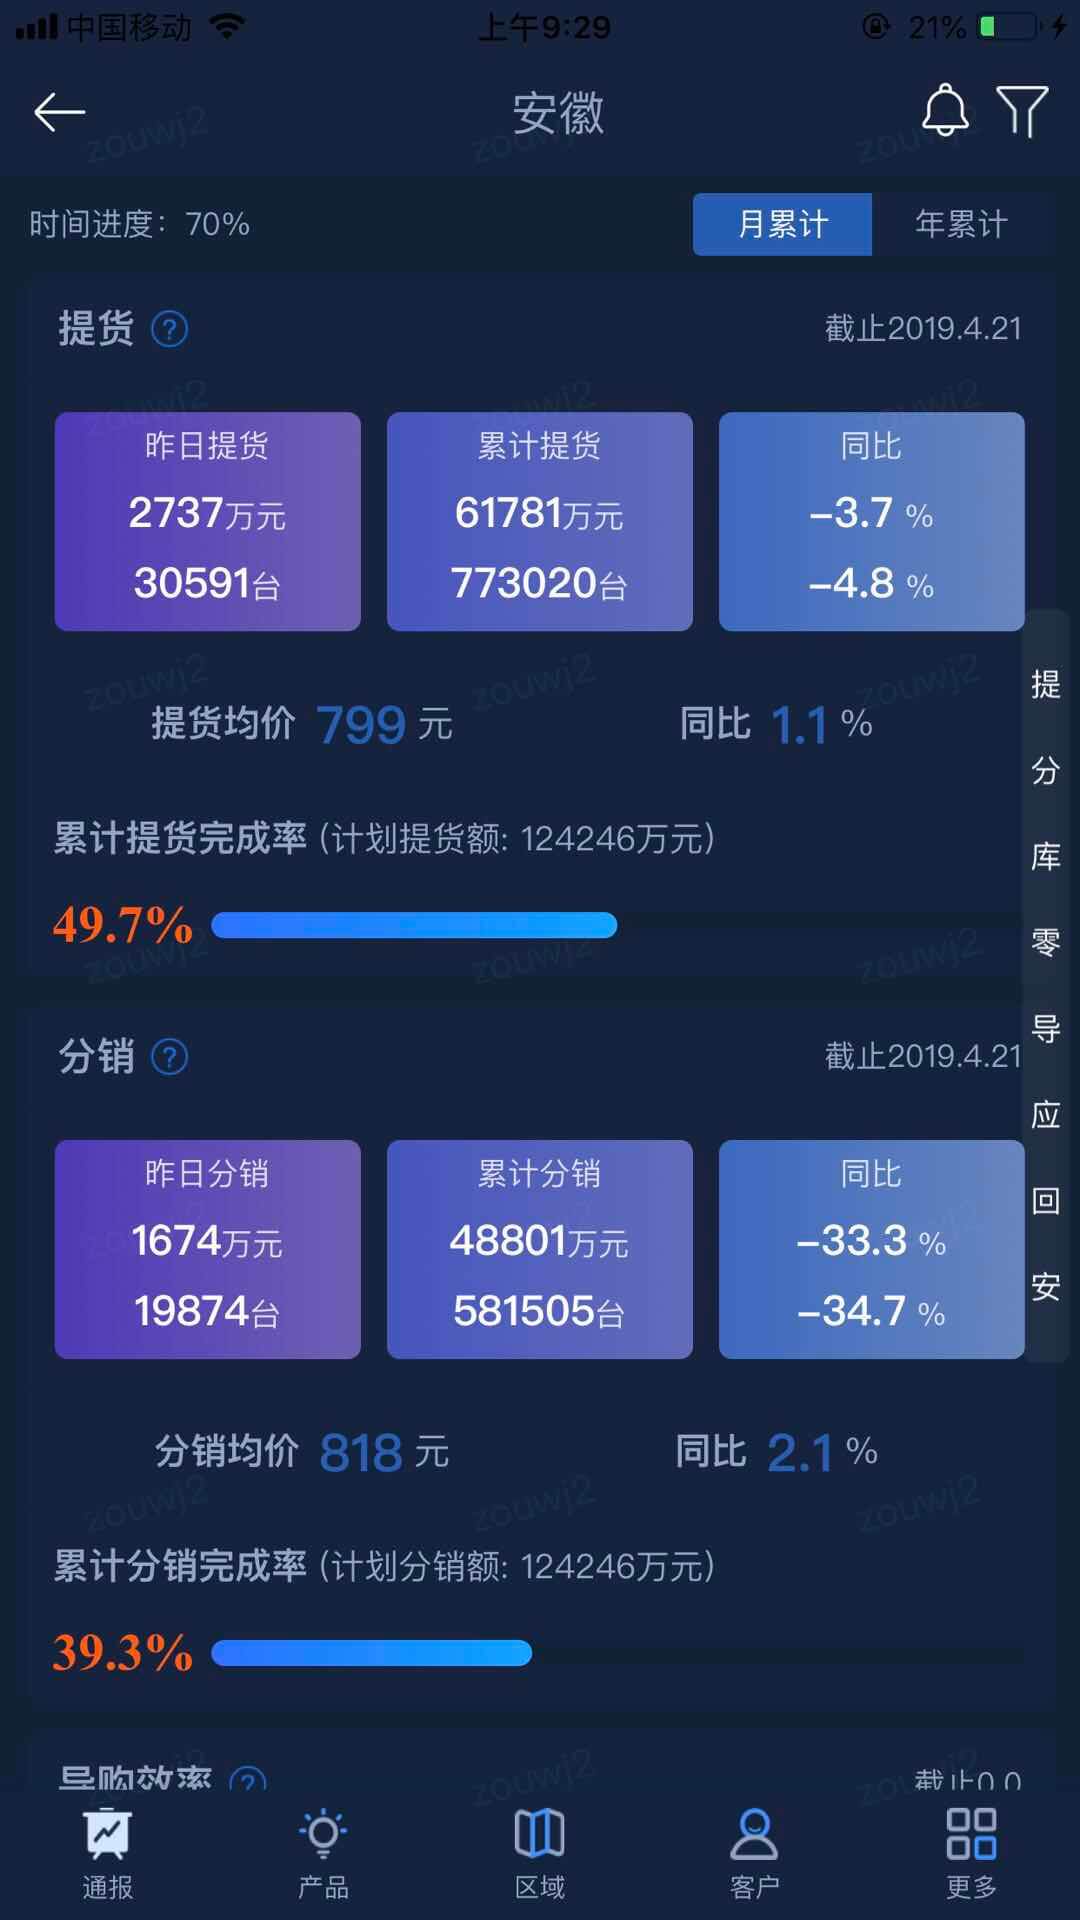 中国移动 上午9:29 21%
安徽
时间进度：70% 月累计 年累计
提货 ? 截止2019.4.21
昨日提货 累计提货 同比
2737万元 61781万元 -3.7 %
30591台 773020台 -4.8 %
提货均价 799 元 同比 1.1 %
累计提货完成率 (计划提货额: 124246万元)
49.7%
分销 ? 截止2019.4.21
昨日分销 累计分销 同比
1674万元 48801万元 -33.3 %
19874台 581505台 -34.7 %
分销均价 818 元 同比 2.1 %
累计分销完成率 (计划分销额: 124246万元)
39.3%
导购效率 ? 截止0.0
提
分
库
零
导
应
回
安
通报 产品 区域 客户 更多
zouwj2